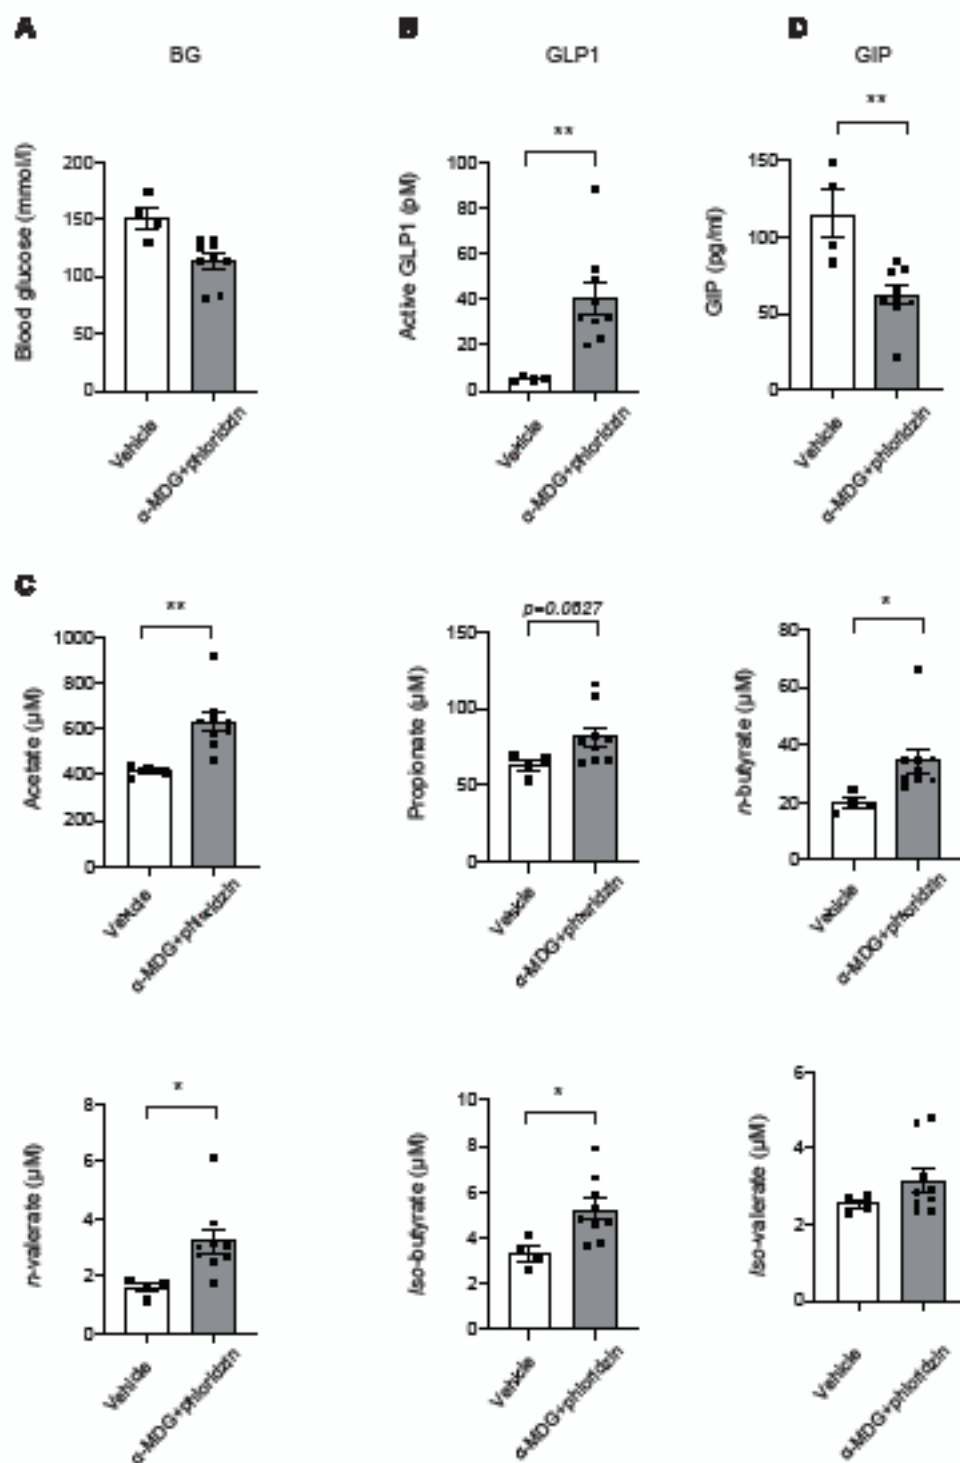 A
BG
Blood glucose (mmol/l)
200
150
100
50
0
Vehicle
α-MDG+phloridzin
B
GLP1
**
Active GLP1 (pM)
100
80
60
40
20
0
Vehicle
α-MDG+phloridzin
D
GIP
**
GIP (pg/ml)
150
100
50
0
Vehicle
α-MDG+phloridzin
C
**
Acetate (µM)
1000
800
600
400
200
0
Vehicle
α-MDG+phloridzin
p=0.0627
Propionate (µM)
150
100
50
0
Vehicle
α-MDG+phloridzin
*
n-butyrate (µM)
80
60
40
20
0
Vehicle
α-MDG+phloridzin
*
n-valerate (µM)
8
6
4
2
0
Vehicle
α-MDG+phloridzin
*
Iso-butyrate (µM)
10
8
6
4
2
0
Vehicle
α-MDG+phloridzin
Iso-valerate (µM)
6
4
2
0
Vehicle
α-MDG+phloridzin